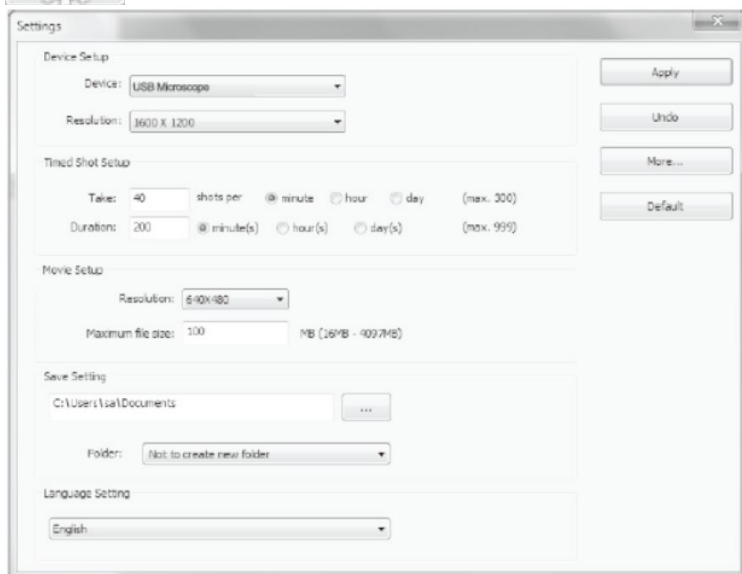 Settings
Device Setup
Device: USB Microscope
Resolution: 1600 X 1200
Timed Shot Setup
Take: 40 shots per minute hour day (max. 300)
Duration: 200 minute(s) hour(s) day(s) (max. 999)
Movie Setup
Resolution: 640X480
Maximum file size: 100 MB (16MB - 4097MB)
Save Setting
C:\Users\sa\Documents
...
Folder: Not to create new folder
Language Setting
English
Apply
Undo
More...
Default